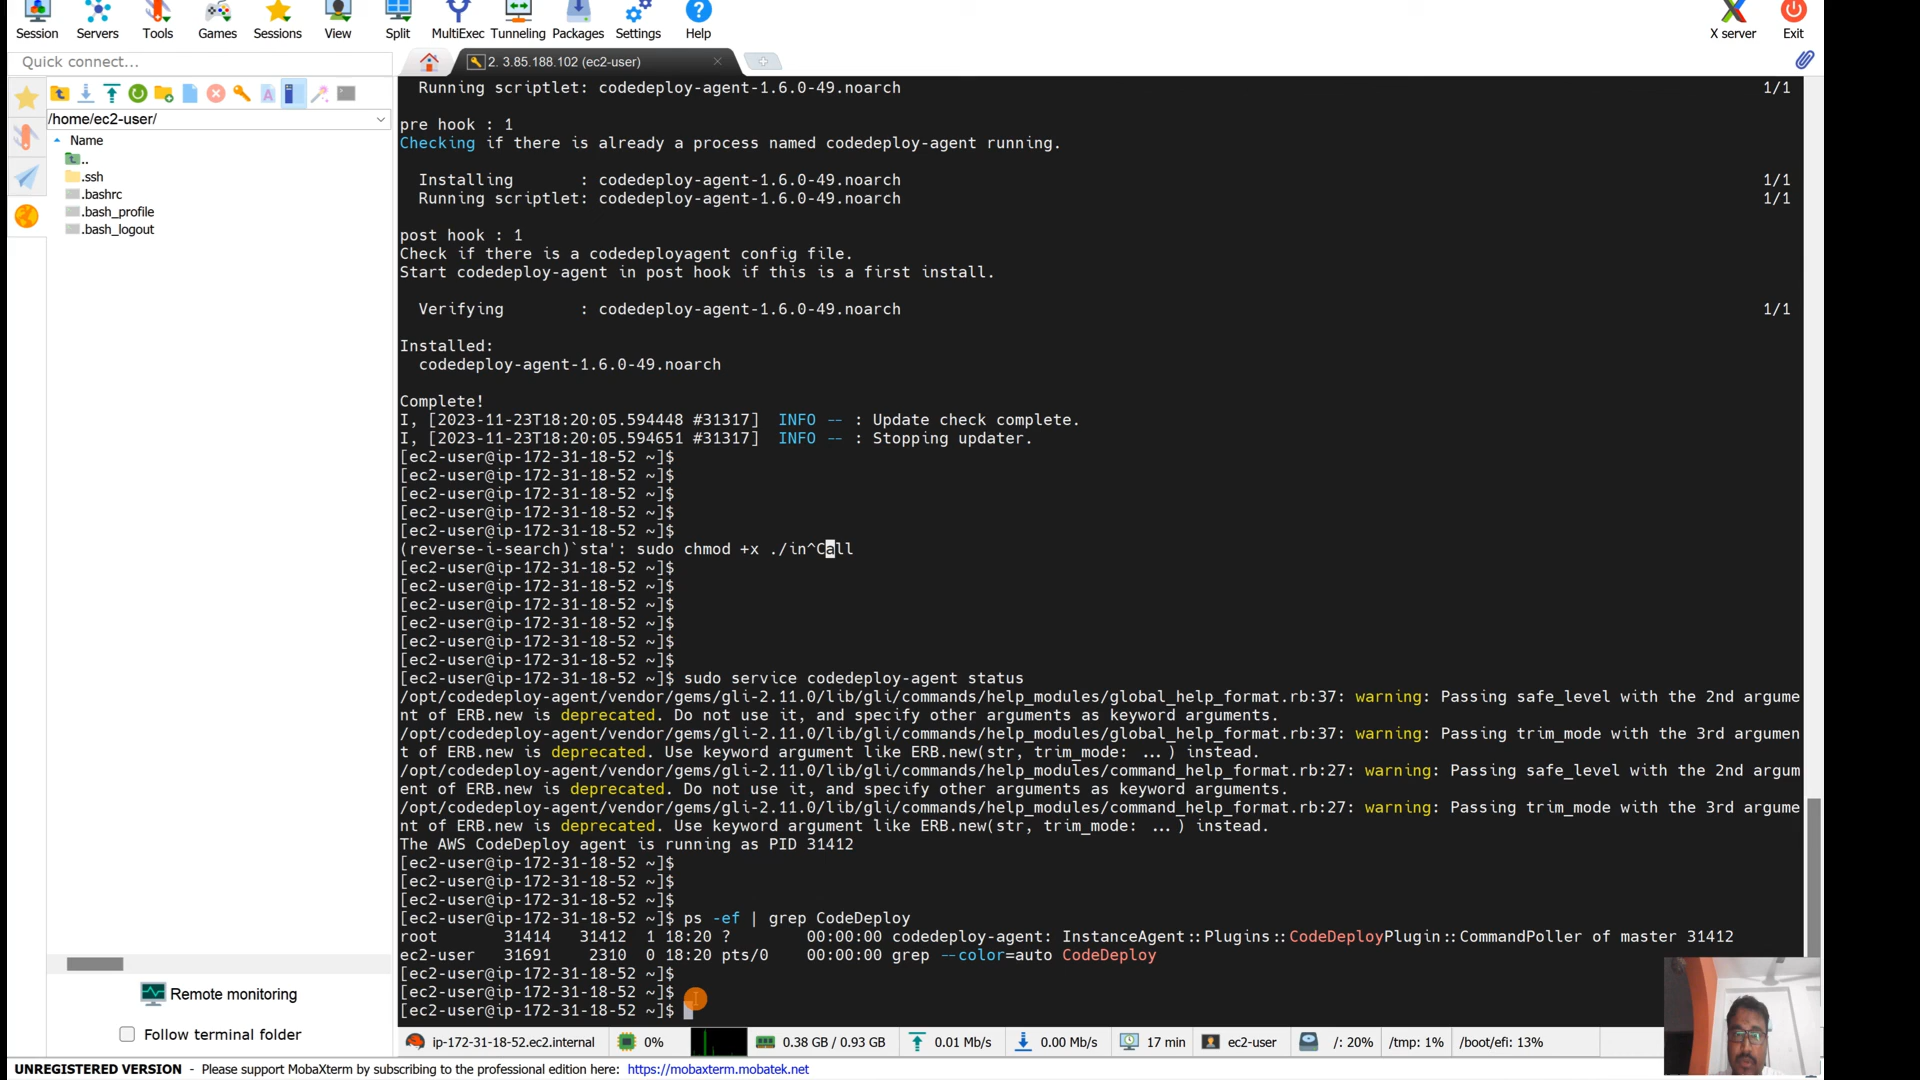 Session
Servers
Tools
Games
Sessions
View
Split
MultiExec
Tunneling
Packages
Settings
Help
X server
Exit
Quick connect...
2. 3.85.188.102 (ec2-user)
/home/ec2-user/
Name
..
.ssh
.bashrc
.bash_profile
.bash_logout
Running scriptlet: codedeploy-agent-1.6.0-49.noarch 1/1
pre hook : 1
Checking if there is already a process named codedeploy-agent running.
Installing : codedeploy-agent-1.6.0-49.noarch 1/1
Running scriptlet: codedeploy-agent-1.6.0-49.noarch 1/1
post hook : 1
Check if there is a codedeployagent config file.
Start codedeploy-agent in post hook if this is a first install.
Verifying : codedeploy-agent-1.6.0-49.noarch 1/1
Installed:
codedeploy-agent-1.6.0-49.noarch
Complete!
I, [2023-11-23T18:20:05.594448 #31317] INFO -- : Update check complete.
I, [2023-11-23T18:20:05.594651 #31317] INFO -- : Stopping updater.
[ec2-user@ip-172-31-18-52 ~]$
[ec2-user@ip-172-31-18-52 ~]$
[ec2-user@ip-172-31-18-52 ~]$
[ec2-user@ip-172-31-18-52 ~]$
[ec2-user@ip-172-31-18-52 ~]$
(reverse-i-search)`sta': sudo chmod +x ./in^Call
[ec2-user@ip-172-31-18-52 ~]$
[ec2-user@ip-172-31-18-52 ~]$
[ec2-user@ip-172-31-18-52 ~]$
[ec2-user@ip-172-31-18-52 ~]$
[ec2-user@ip-172-31-18-52 ~]$
[ec2-user@ip-172-31-18-52 ~]$
[ec2-user@ip-172-31-18-52 ~]$ sudo service codedeploy-agent status
/opt/codedeploy-agent/vendor/gems/gli-2.11.0/lib/gli/commands/help_modules/global_help_format.rb:37: warning: Passing safe_level with the 2nd argume
nt of ERB.new is deprecated. Do not use it, and specify other arguments as keyword arguments.
/opt/codedeploy-agent/vendor/gems/gli-2.11.0/lib/gli/commands/help_modules/global_help_format.rb:37: warning: Passing trim_mode with the 3rd argumen
t of ERB.new is deprecated. Use keyword argument like ERB.new(str, trim_mode: ...) instead.
/opt/codedeploy-agent/vendor/gems/gli-2.11.0/lib/gli/commands/help_modules/command_help_format.rb:27: warning: Passing safe_level with the 2nd argum
ent of ERB.new is deprecated. Do not use it, and specify other arguments as keyword arguments.
/opt/codedeploy-agent/vendor/gems/gli-2.11.0/lib/gli/commands/help_modules/command_help_format.rb:27: warning: Passing trim_mode with the 3rd argume
nt of ERB.new is deprecated. Use keyword argument like ERB.new(str, trim_mode: ...) instead.
The AWS CodeDeploy agent is running as PID 31412
[ec2-user@ip-172-31-18-52 ~]$
[ec2-user@ip-172-31-18-52 ~]$
[ec2-user@ip-172-31-18-52 ~]$
[ec2-user@ip-172-31-18-52 ~]$ ps -ef | grep CodeDeploy
root 31414 31412 1 18:20 ? 00:00:00 codedeploy-agent: InstanceAgent::Plugins::CodeDeployPlugin::CommandPoller of master 31412
ec2-user 31691 2310 0 18:20 pts/0 00:00:00 grep --color=auto CodeDeploy
[ec2-user@ip-172-31-18-52 ~]$
[ec2-user@ip-172-31-18-52 ~]$
[ec2-user@ip-172-31-18-52 ~]$
Remote monitoring
Follow terminal folder
ip-172-31-18-52.ec2.internal 0% 0.38 GB / 0.93 GB 0.01 Mb/s 0.00 Mb/s 17 min ec2-user /: 20% /tmp: 1% /boot/efi: 13%
UNREGISTERED VERSION - Please support MobaXterm by subscribing to the professional edition here: https://mobaxterm.mobatek.net